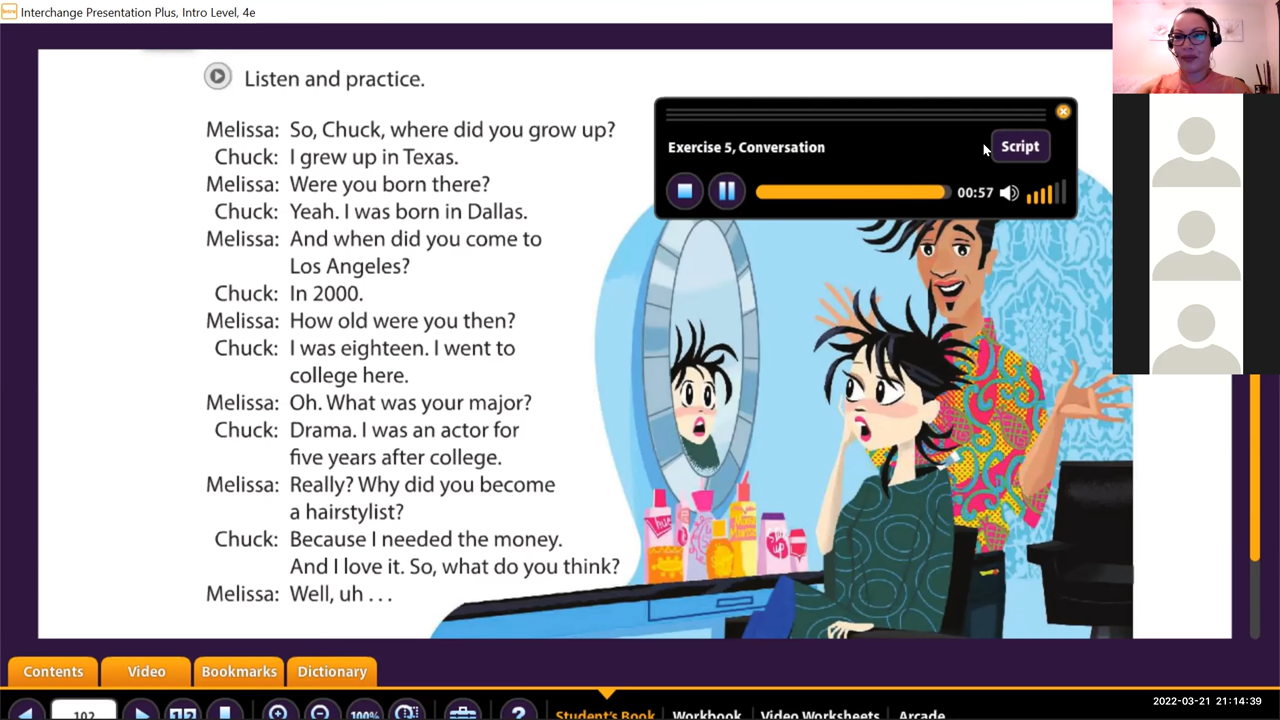 Interchange Presentation Plus, Intro Level, 4e
Listen and practice.
Melissa: So, Chuck, where did you grow up?
Chuck: I grew up in Texas.
Melissa: Were you born there?
Chuck: Yeah. I was born in Dallas.
Melissa: And when did you come to
Los Angeles?
Chuck: In 2000.
Melissa: How old were you then?
Chuck: I was eighteen. I went to
college here.
Melissa: Oh. What was your major?
Chuck: Drama. I was an actor for
five years after college.
Melissa: Really? Why did you become
a hairstylist?
Chuck: Because I needed the money.
And I love it. So, what do you think?
Melissa: Well, uh . . .
Exercise 5, Conversation
Script
00:57
hue
Contents
Video
Bookmarks
Dictionary
102
100%
?
Student's Book
Workbook
Video Worksheets
Arcade
2022-03-21 21:14:39